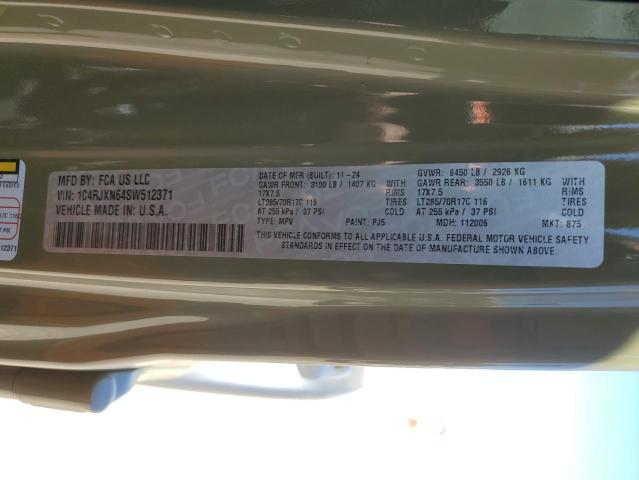 MFD BY: FCA US LLC
VIN: 1C4RJXN64SW512371
VEHICLE MADE IN U.S.A.
DATE OF MFR (BUILT): 11-24 GVWR: 6450 LB / 2926 KG
GAWR FRONT: 3100 LB / 1407 KG WITH GAWR REAR: 3550 LB / 1611 KG WITH
17X7.5 RIMS 17X7.5 RIMS
LT285/70R17C 116 TIRES LT285/70R17C 116 TIRES
AT 255 kPa / 37 PSI COLD AT 255 kPa / 37 PSI COLD
TYPE: MPV PAINT: PJ5 MDH: 112006 MKT: 875
THIS VEHICLE CONFORMS TO ALL APPLICABLE U.S.A. FEDERAL MOTOR VEHICLE SAFETY
STANDARDS IN EFFECT ON THE DATE OF MANUFACTURE SHOWN ABOVE.
512371